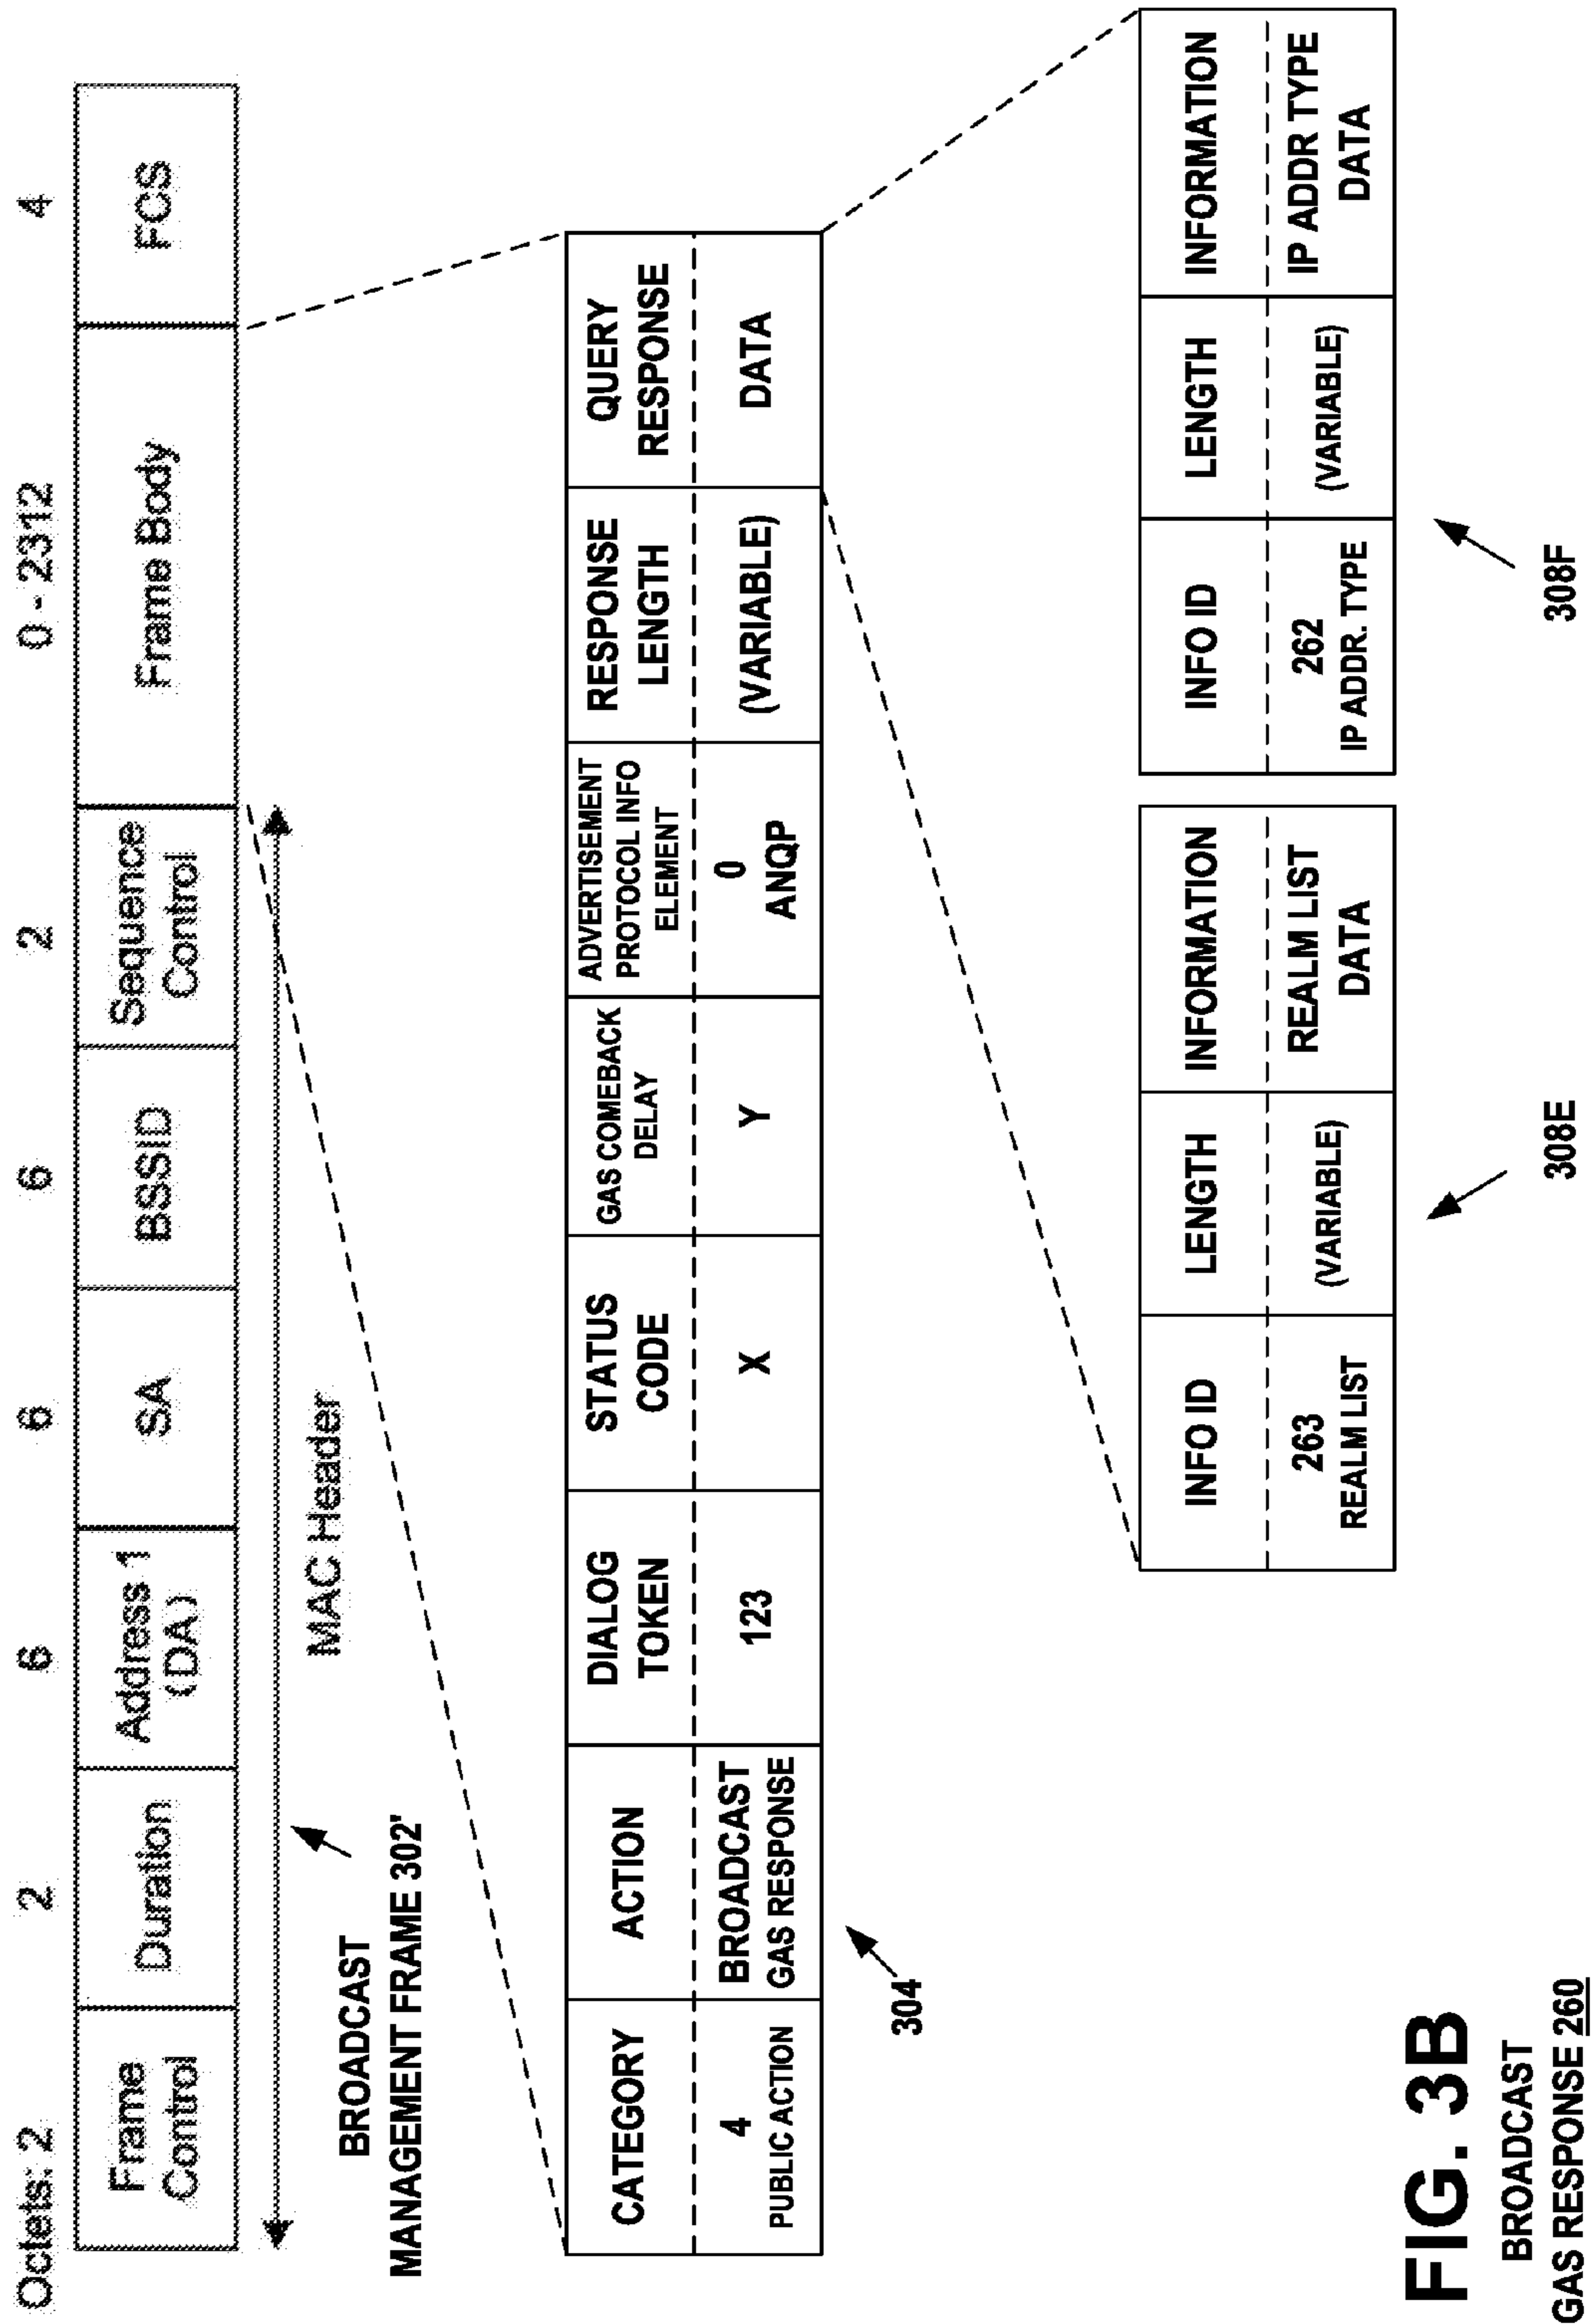 Octets: 2
2
6
6
6
2
0 - 2312
4
Frame
Control
Duration
Address 1
(DA)
SA
BSSID
Sequence
Control
Frame Body
FCS
MAC Header
BROADCAST
MANAGEMENT FRAME 302'
CATEGORY
4
PUBLIC ACTION
ACTION
BROADCAST
GAS RESPONSE
DIALOG
TOKEN
123
STATUS
CODE
X
GAS COMEBACK
DELAY
Y
ADVERTISEMENT
PROTOCOL INFO
ELEMENT
0
ANQP
RESPONSE
LENGTH
(VARIABLE)
QUERY
RESPONSE
DATA
304
INFO ID
263
REALM LIST
LENGTH
(VARIABLE)
INFORMATION
REALM LIST
DATA
308E
INFO ID
262
IP ADDR. TYPE
LENGTH
(VARIABLE)
INFORMATION
IP ADDR TYPE
DATA
308F
FIG. 3B
BROADCAST
GAS RESPONSE 260